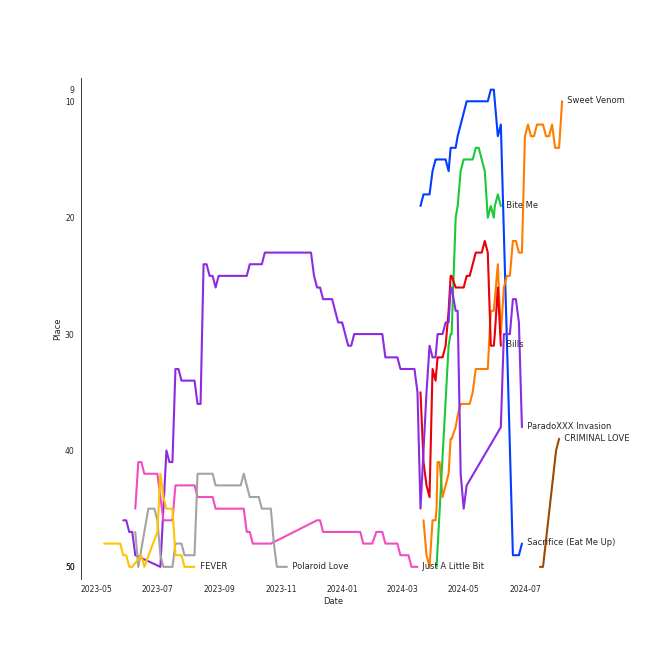 9
10
Sweet Venom
20
Bite Me
Place
30
Bills
ParadoXXX Invasion
40
CRIMINAL LOVE
Sacrifice (Eat Me Up)
50
FEVER
Polaroid Love
Just A Little Bit
2023-05
2023-07
2023-09
2023-11
2024-01
2024-03
2024-05
2024-07
Date